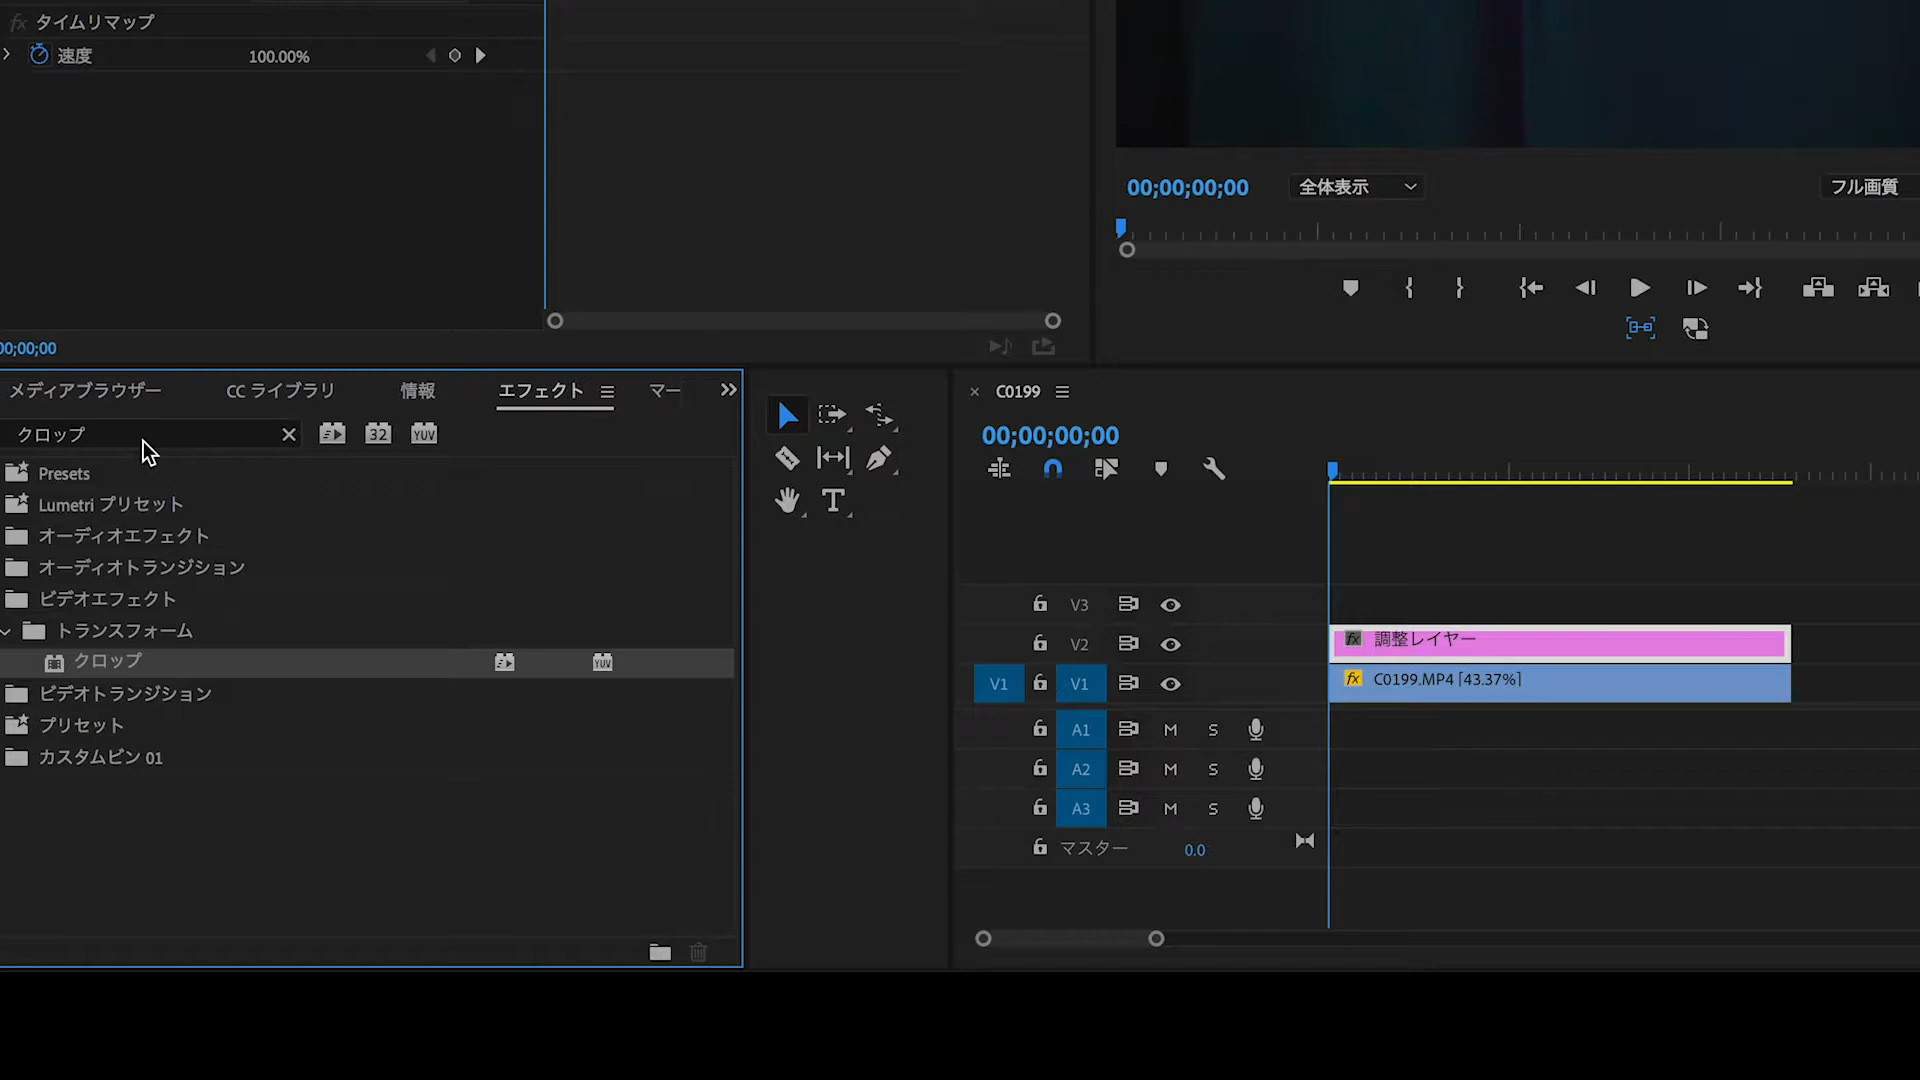 fx タイムリマップ
速度 100.00%
00;00;00;00 全体表示 フル画質
00;00;00
メディアブラウザー CC ライブラリ 情報 エフェクト マー
クロップ 32 YUV
Presets
Lumetri プリセット
オーディオエフェクト
オーディオトランジション
ビデオエフェクト
トランスフォーム
クロップ YUV
ビデオトランジション
プリセット
カスタムビン 01
C0199
00;00;00;00
V3
V2 fx 調整レイヤー
V1 V1 fx C0199.MP4 [43.37%]
A1 M S
A2 M S
A3 M S
マスター 0.0